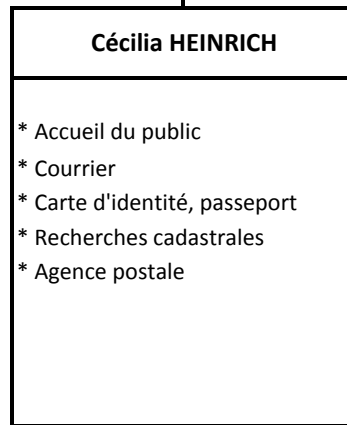 Cécilia HEINRICH
* Accueil du public
* Courrier
* Carte d'identité, passeport
* Recherches cadastrales
* Agence postale